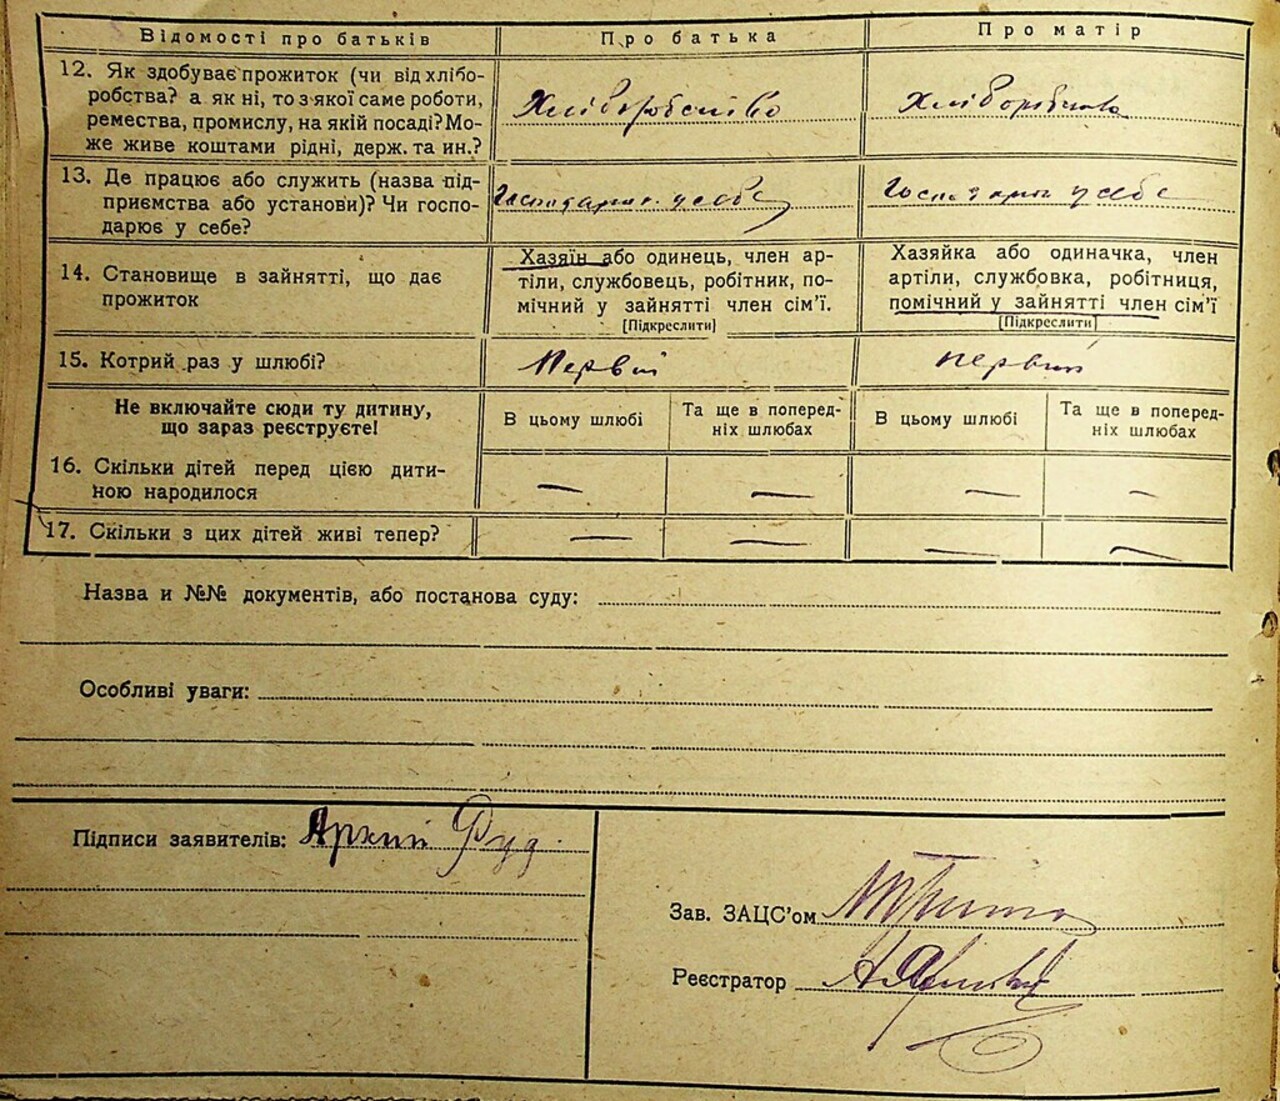 Відомості про батьків
Про батька
Про матір
12. Як здобуває прожиток (чи від хлібо-
робства? а як ні, то з якої саме роботи,
ремества, промислу, на якій посаді? Мо-
же живе коштами рідні, держ. та ин.?
Хліборобство
Хліборобство
13. Де працює або служить (назва під-
приємства або установи)? Чи госпо-
дарює у себе?
у себе
у себе
14. Становище в зайнятті, що дає
прожиток
Хазяїн або одинець, член ар-
тіли, службовець, робітник, по-
мічний у зайнятті член сім'ї.
[Підкреслити]
Хазяйка або одиначка, член
артіли, службовка, робітниця,
помічний у зайнятті член сім'ї
[Підкреслити]
15. Котрий раз у шлюбі?
Первий
первий
Не включайте сюди ту дитину,
що зараз реєструєте!
В цьому шлюбі
Та ще в поперед-
ніх шлюбах
В цьому шлюбі
Та ще в поперед-
ніх шлюбах
16. Скільки дітей перед цією дити-
ною народилося
— — — —
17. Скільки з цих дітей живі тепер?
— — — —
Назва и №№ документів, або постанова суду:
Особливі уваги:
Підписи заявителів:
Зав. ЗАЦС'ом
Реєстратор